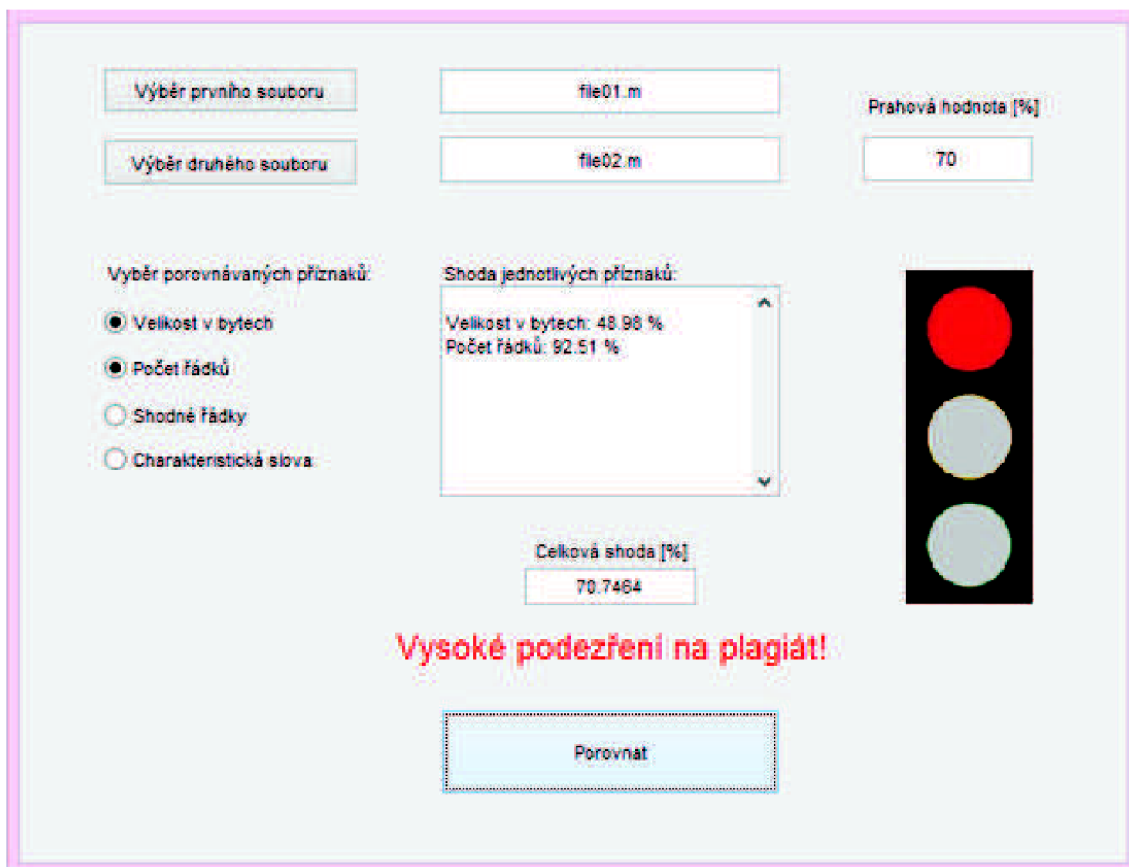 Výběr prvního souboru
file01.m
Prahová hodnota [%]
Výběr druhého souboru
file02.m
70
Vyběr porovnávaných příznaků:
Shoda jednotlivých příznaků:
Velikost v bytech
Velikost v bytech: 48.98 %
Počet řádků: 92.51 %
Počet řádků
Shodné řádky
Charakteristická slova
Celková shoda [%]
70.7464
Vysoké podezření na plagiát!
Porovnat